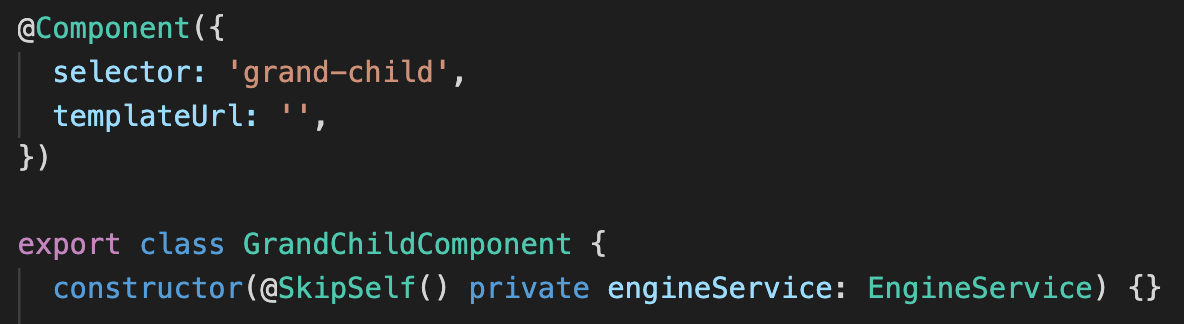 @Component({
selector: 'grand-child',
templateUrl: '',
})
export class GrandChildComponent {
constructor(@SkipSelf() private engineService: EngineService) {}